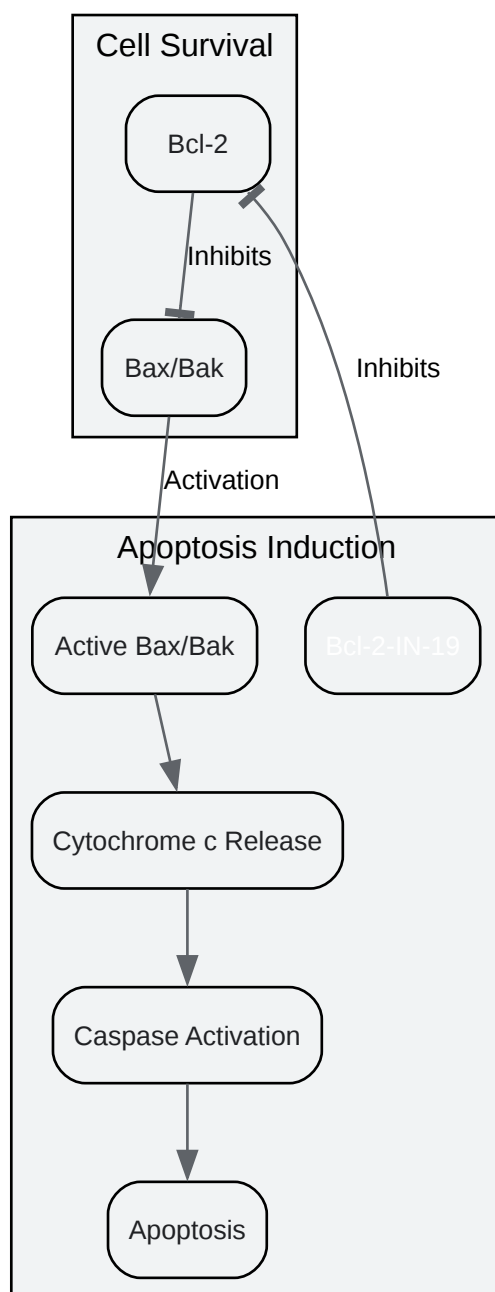 Cell Survival
Bcl-2
Inhibits
Bax/Bak
Inhibits
Activation
Apoptosis Induction
Active Bax/Bak
Bcl-2-IN-19
Cytochrome c Release
Caspase Activation
Apoptosis